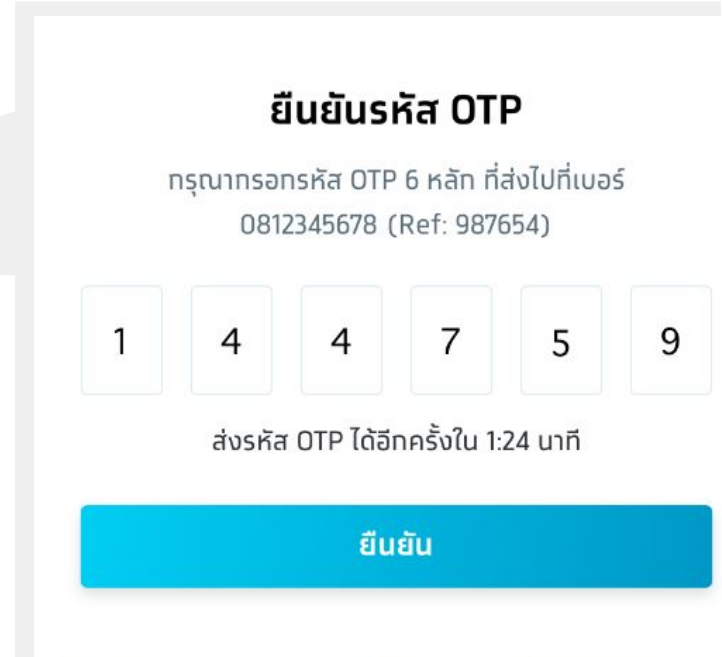 ยืนยันรหัส OTP
กรุณากรอกรหัส OTP 6 หลัก ที่ส่งไปที่เบอร์
0812345678 (Ref: 987654)
1 4 4 7 5 9
ส่งรหัส OTP ได้อีกครั้งใน 1:24 นาที
ยืนยัน